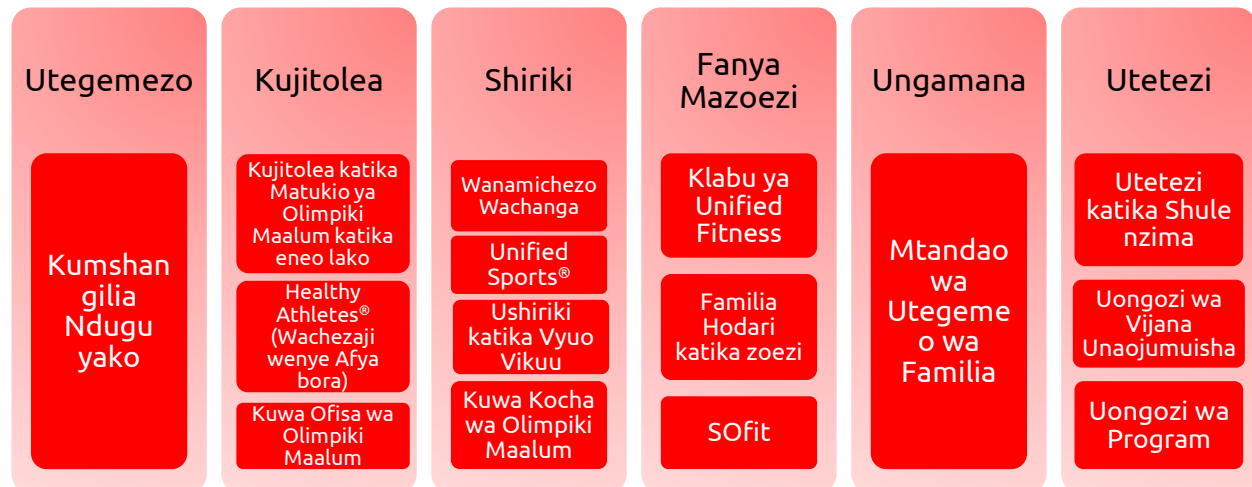 Utegemezo
Kumshan
gilia
Ndugu
yako
Kujitolea
Kujitolea katika
Matukio ya
Olimpiki
Maalum katika
eneo lako
Healthy
Athletes®
(Wachezaji
wenye Afya
bora)
Kuwa Ofisa wa
Olimpiki
Maalum
Shiriki
Wanamichezo
Wachanga
Unified
Sports®
Ushiriki
katika Vyuo
Vikuu
Kuwa Kocha
wa Olimpiki
Maalum
Fanya
Mazoezi
Klabu ya
Unified
Fitness
Familia
Hodari
katika zoezi
SOfit
Ungamana
Mtandao
wa
Utegeme
o wa
Familia
Utetezi
Utetezi
katika Shule
nzima
Uongozi wa
Vijana
Unaojumuisha
Uongozi wa
Program